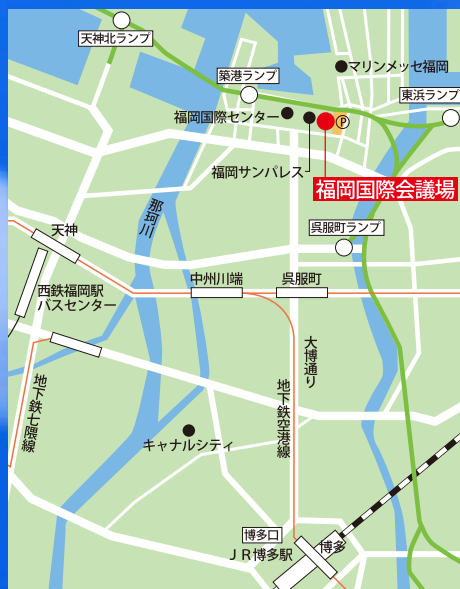 天神北ランプ
築港ランプ
マリンメッセ福岡
東浜ランプ
福岡国際センター
P
福岡サンパレス
福岡国際会議場
那珂川
呉服町ランプ
天神
中州川端
呉服町
西鉄福岡駅
バスセンター
大博通り
地下鉄七隈線
地下鉄空港線
キャナルシティ
博多口
JR博多駅
博多